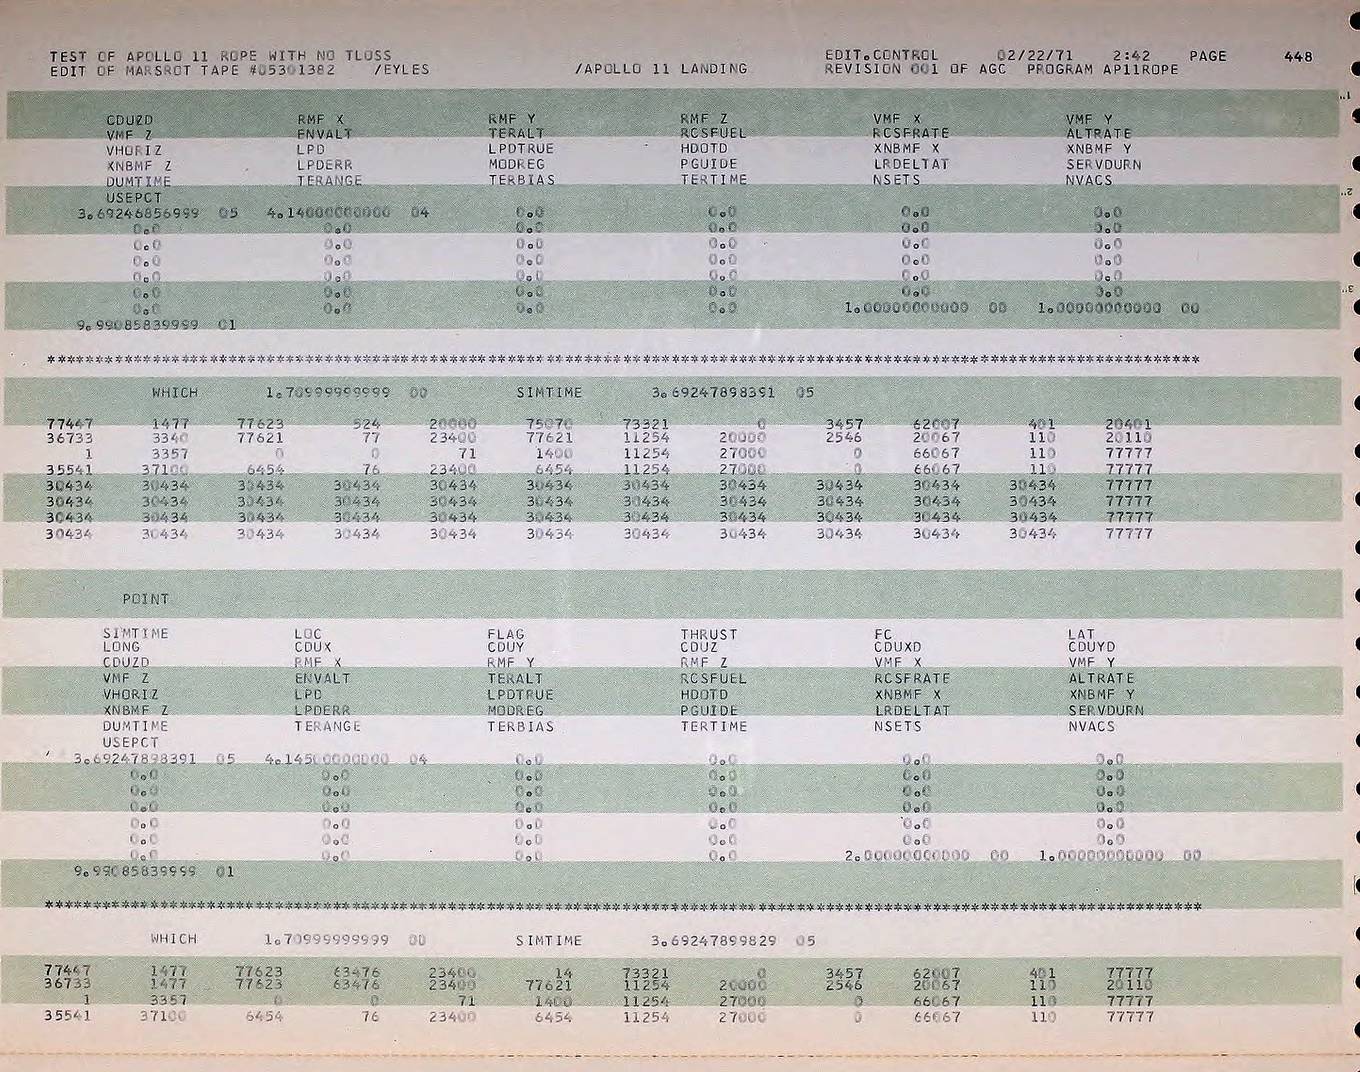 TEST OF APOLLO 11 ROPE WITH NO TLOSS EDIT.CONTROL 02/22/71 2:42 PAGE 448
EDIT OF MARSROT TAPE #05301382 /EYLES /APOLLO 11 LANDING REVISION 001 OF AGC PROGRAM AP11ROPE
CDUZD RMF X RMF Y RMF Z VMF X VMF Y
VMF Z ENVALT TERALT RCSFUEL RCSFRATE ALTRATE
VHORIZ LPD LPDTRUE HDOTD XNBMF X XNBMF Y
XNBMF Z LPDERR MODREG PGUIDE LRDELTAT SERVDURN
DUMTIME TERANGE TERBIAS TERTIME NSETS NVACS
USEPCT
3.69246856999 05 4.14000000000 04 0.0 0.0 0.0 0.0
0.0 0.0 0.0 0.0 0.0 0.0
0.0 0.0 0.0 0.0 0.0 0.0
0.0 0.0 0.0 0.0 0.0 0.0
0.0 0.0 0.0 0.0 0.0 0.0
0.0 0.0 0.0 0.0 0.0 0.0
0.0 0.0 0.0 0.0 1.00000000000 00 1.00000000000 00
9.99085839999 01
WHICH 1.70999999999 00 SIMTIME 3.69247898391 05
77447 1477 77623 524 20000 75070 73321 0 3457 62007 401 20401
36733 3340 77621 77 23400 77621 11254 20000 2546 20067 110 20110
1 3357 0 0 71 1400 11254 27000 0 66067 110 77777
35541 37100 6454 76 23400 6454 11254 27000 0 66067 110 77777
30434 30434 30434 30434 30434 30434 30434 30434 30434 30434 30434 77777
30434 30434 30434 30434 30434 30434 30434 30434 30434 30434 30434 77777
30434 30434 30434 30434 30434 30434 30434 30434 30434 30434 30434 77777
30434 30434 30434 30434 30434 30434 30434 30434 30434 30434 30434 77777
POINT
SIMTIME LOC FLAG THRUST FC LAT
LONG CDUX CDUY CDUZ CDUXD CDUYD
CDUZD RMF X RMF Y RMF Z VMF X VMF Y
VMF Z ENVALT TERALT RCSFUEL RCSFRATE ALTRATE
VHORIZ LPD LPDTRUE HDOTD XNBMF X XNBMF Y
XNBMF Z LPDERR MODREG PGUIDE LRDELTAT SERVDURN
DUMTIME TERANGE TERBIAS TERTIME NSETS NVACS
USEPCT
3.69247898391 05 4.14500000000 04 0.0 0.0 0.0 0.0
0.0 0.0 0.0 0.0 0.0 0.0
0.0 0.0 0.0 0.0 0.0 0.0
0.0 0.0 0.0 0.0 0.0 0.0
0.0 0.0 0.0 0.0 0.0 0.0
0.0 0.0 0.0 0.0 0.0 0.0
0.0 0.0 0.0 0.0 2.00000000000 00 1.00000000000 00
9.99085839999 01
WHICH 1.70999999999 00 SIMTIME 3.69247899829 05
77447 1477 77623 63476 23400 14 73321 0 3457 62007 401 77777
36733 1477 77623 63476 23400 77621 11254 20000 2546 20067 110 20110
1 3357 0 0 71 1400 11254 27000 0 66067 110 77777
35541 37100 6454 76 23400 6454 11254 27000 0 66067 110 77777